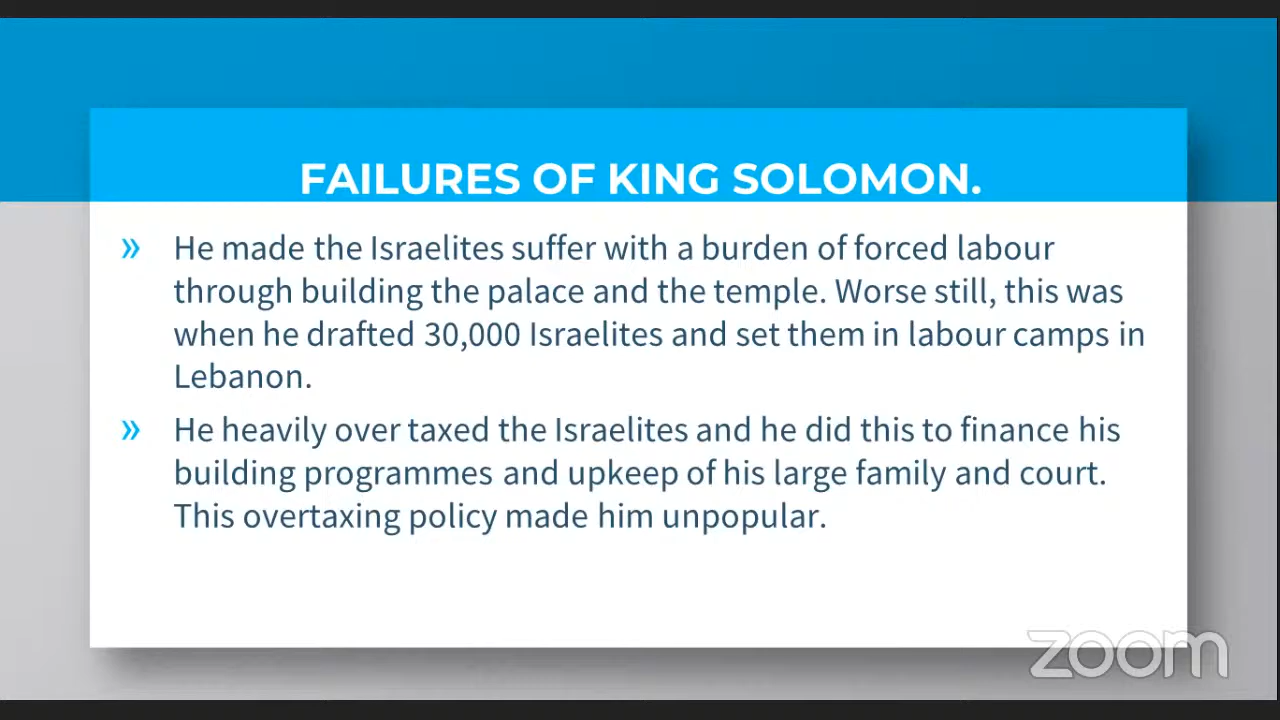 FAILURES OF KING SOLOMON.
» He made the Israelites suffer with a burden of forced labour
through building the palace and the temple. Worse still, this was
when he drafted 30,000 Israelites and set them in labour camps in
Lebanon.
» He heavily over taxed the Israelites and he did this to finance his
building programmes and upkeep of his large family and court.
This overtaxing policy made him unpopular.
zoom